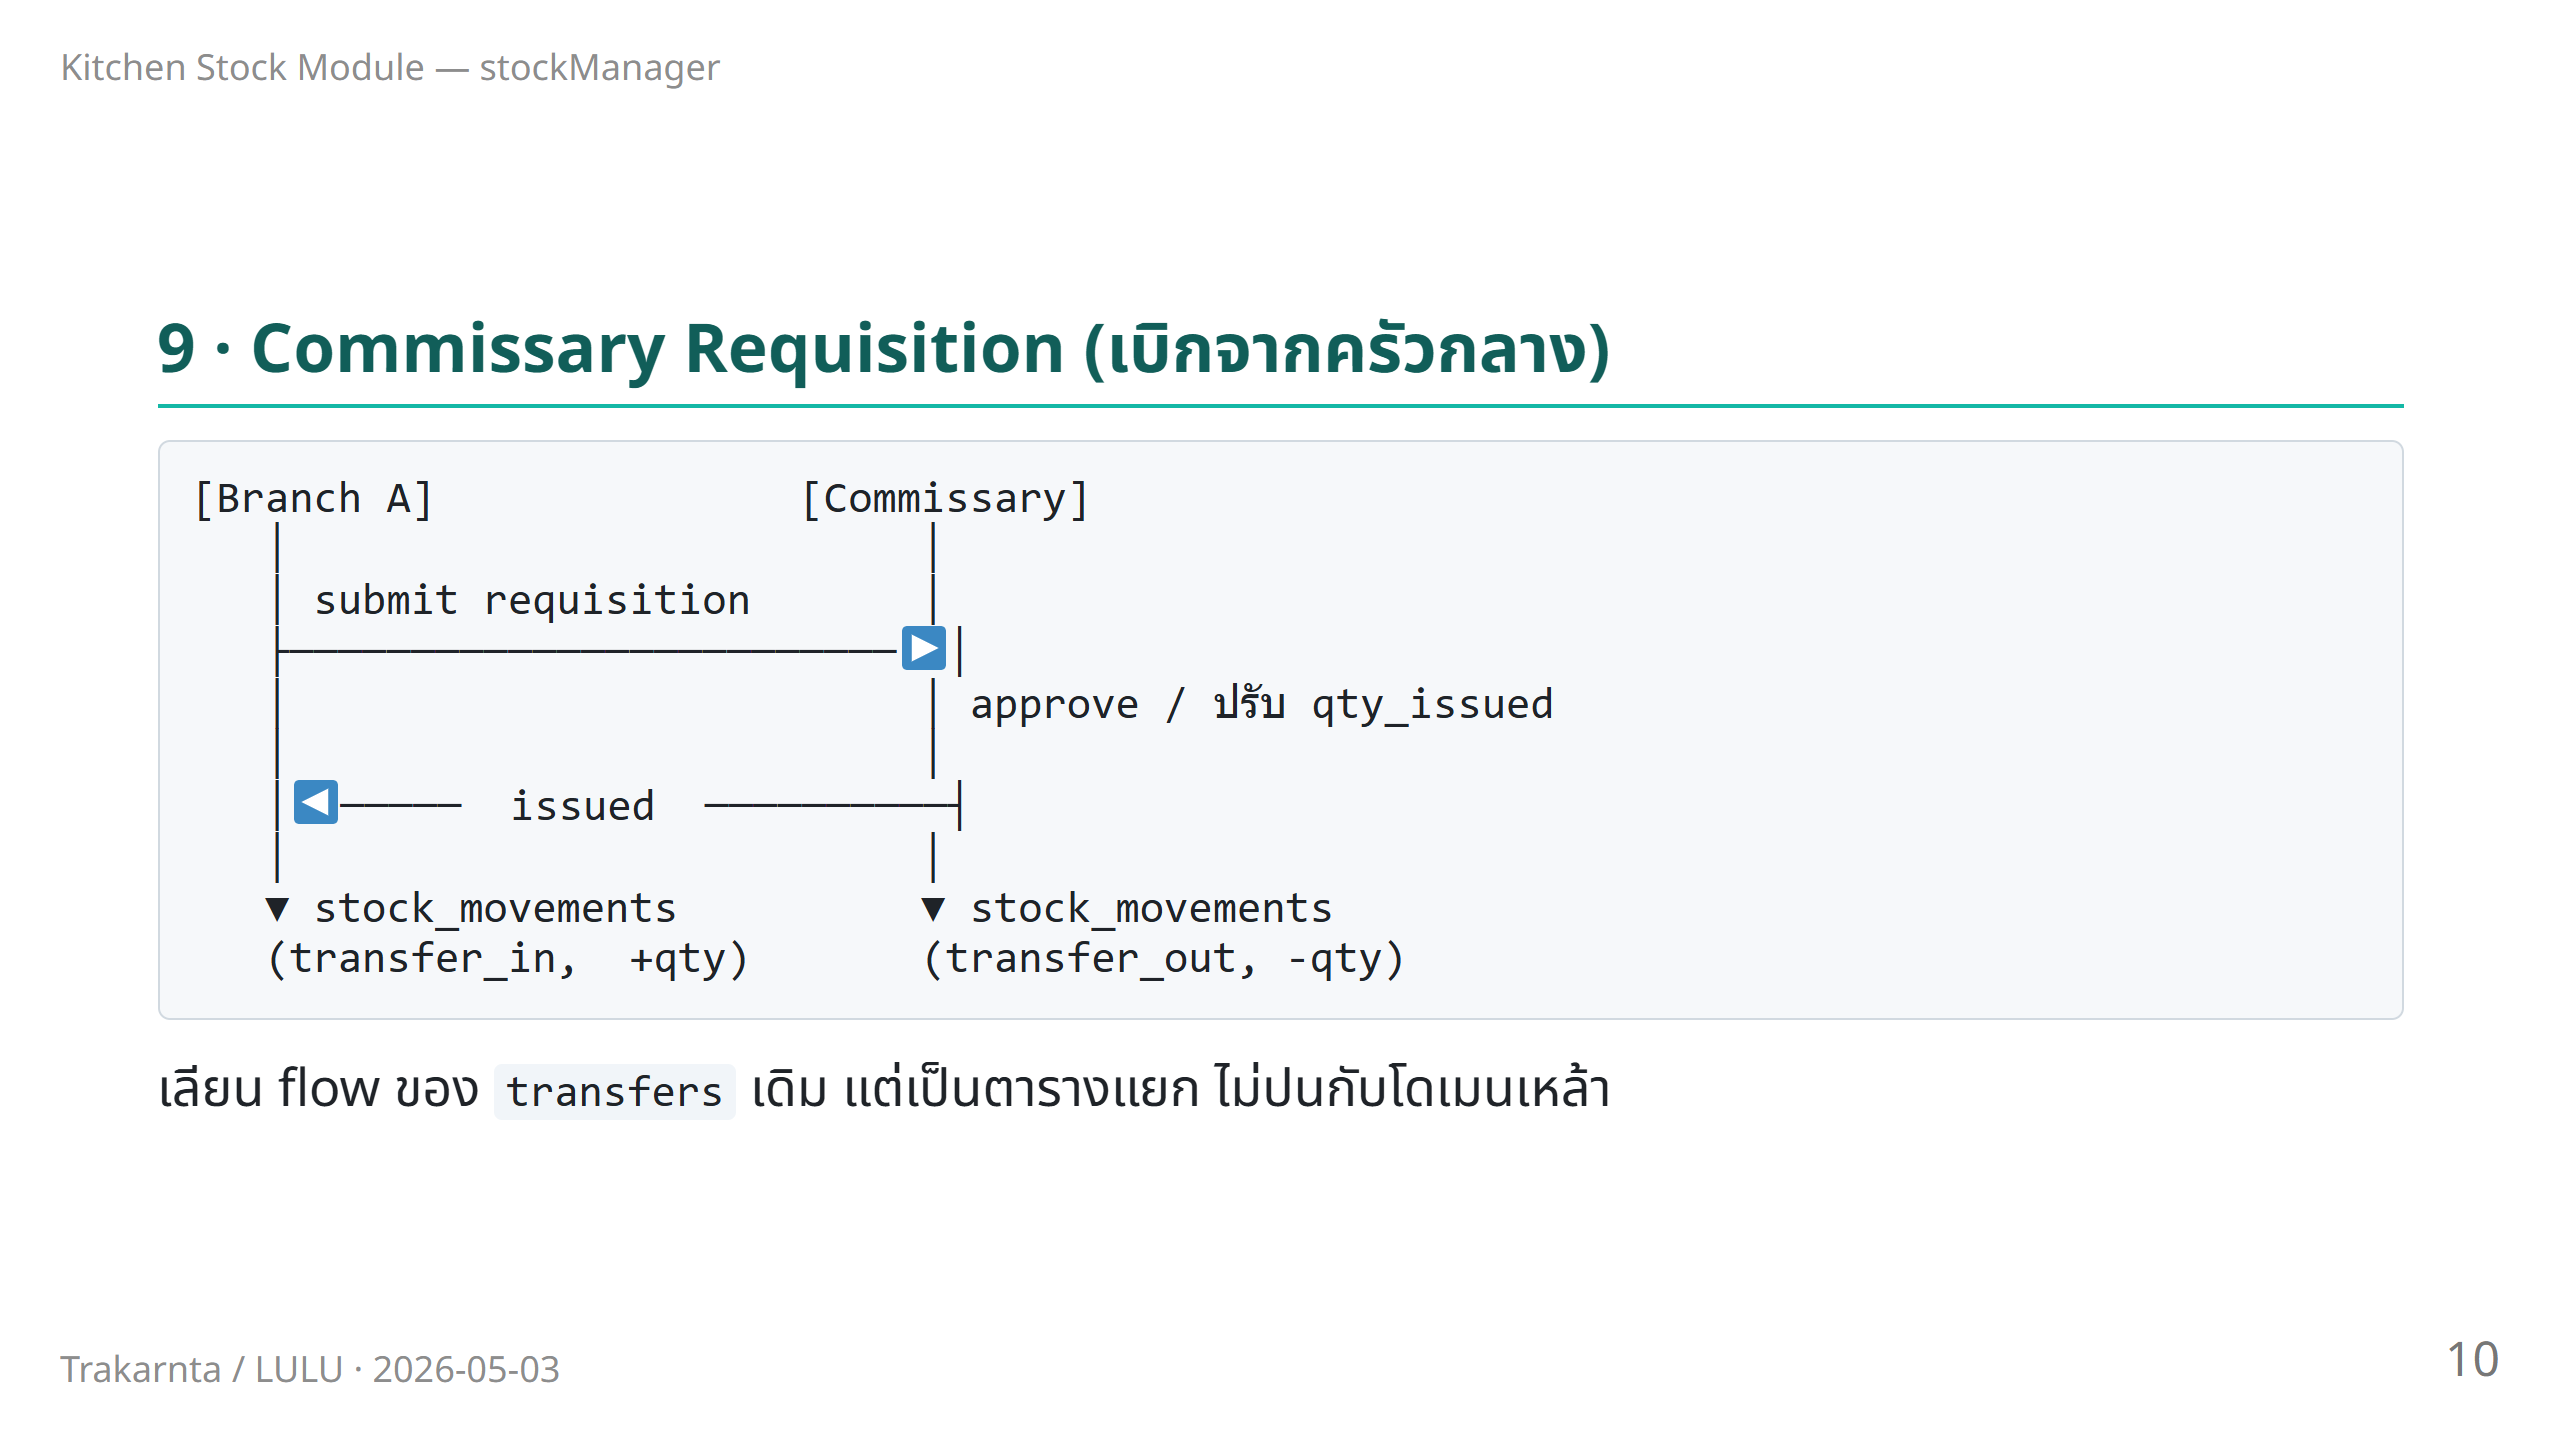 Kitchen Stock Module — stockManager
9 · Commissary Requisition (เบิกจากครัวกลาง)
[Branch A]               [Commissary]
   │                          │
   │ submit requisition       │
   ├─────────────────────────▶│
   │                          │ approve / ปรับ qty_issued
   │                          │
   │◀─────  issued  ──────────┤
   │                          │
   ▼ stock_movements          ▼ stock_movements
   (transfer_in,  +qty)       (transfer_out, -qty)
เลียน flow ของ transfers เดิม แต่เป็นตารางแยก ไม่ปนกับโดเมนเหล้า
Trakarnta / LULU · 2026-05-03
10